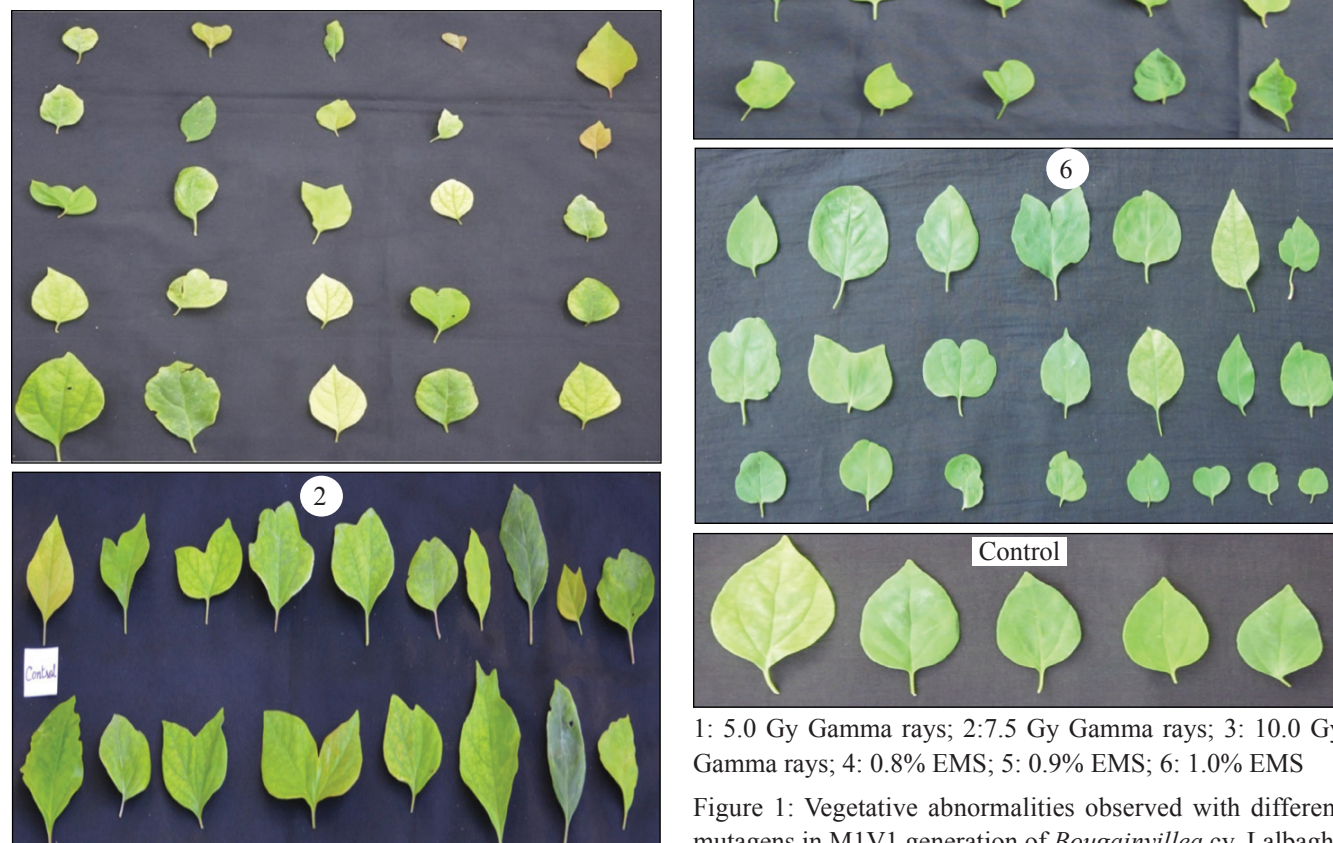 2
Control
6
Control
1: 5.0 Gy Gamma rays; 2:7.5 Gy Gamma rays; 3: 10.0 Gy
Gamma rays; 4: 0.8% EMS; 5: 0.9% EMS; 6: 1.0% EMS
Figure 1: Vegetative abnormalities observed with different
mutagens in M1V1 generation of Bougainvillea cv. Lalbagh